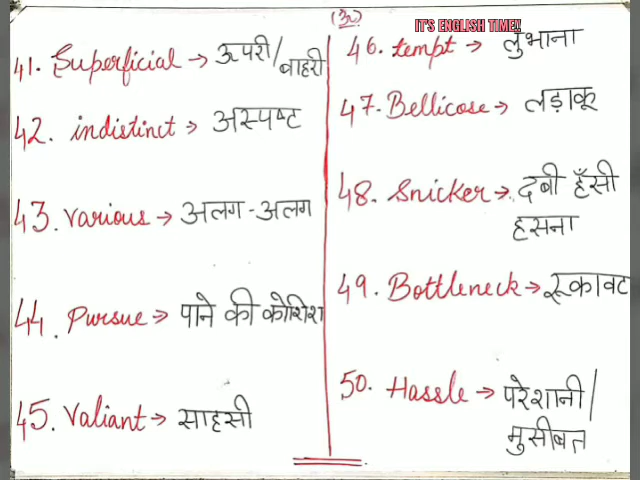 (उ)
IT'S ENGLISH TIME!!
41. Superficial → ऊपरी/
बाहरी
42. indistinct → अस्पष्ट
43. Various → अलग-अलग
44. Pursue → पाने की कोशिश
45. Valiant → साहसी
46. tempt → लुभाना
47. Bellicose → लड़ाकू
48. Snicker → दबी हँसी
हसना
49. Bottleneck → रूकावट
50. Hassle → परेशानी/
मुसीबत